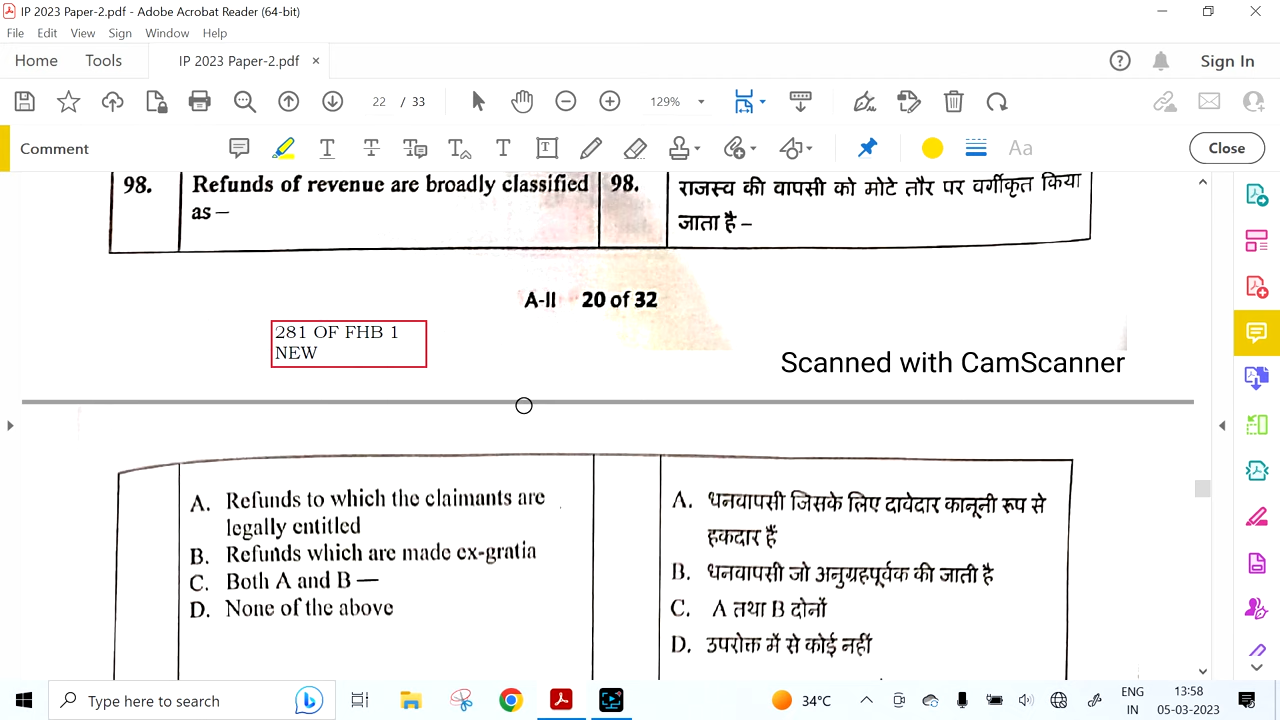 IP 2023 Paper-2.pdf - Adobe Acrobat Reader (64-bit)
File Edit View Sign Window Help
Home Tools IP 2023 Paper-2.pdf × Sign In
22 / 33 129%
Comment Aa Close
98. Refunds of revenue are broadly classified 98. राजस्व की वापसी को मोटे तौर पर वर्गीकृत किया
as – जाता है –
A-II 20 of 32
281 OF FHB 1
NEW
Scanned with CamScanner
A. Refunds to which the claimants are
legally entitled
B. Refunds which are made ex-gratia
C. Both A and B —
D. None of the above
A. धनवापसी जिसके लिए दावेदार कानूनी रूप से
हकदार हैं
B. धनवापसी जो अनुग्रहपूर्वक की जाती है
C. A तथा B दोनों
D. उपरोक्त में से कोई नहीं
Type here to search 34°C ENG 13:58
IN 05-03-2023